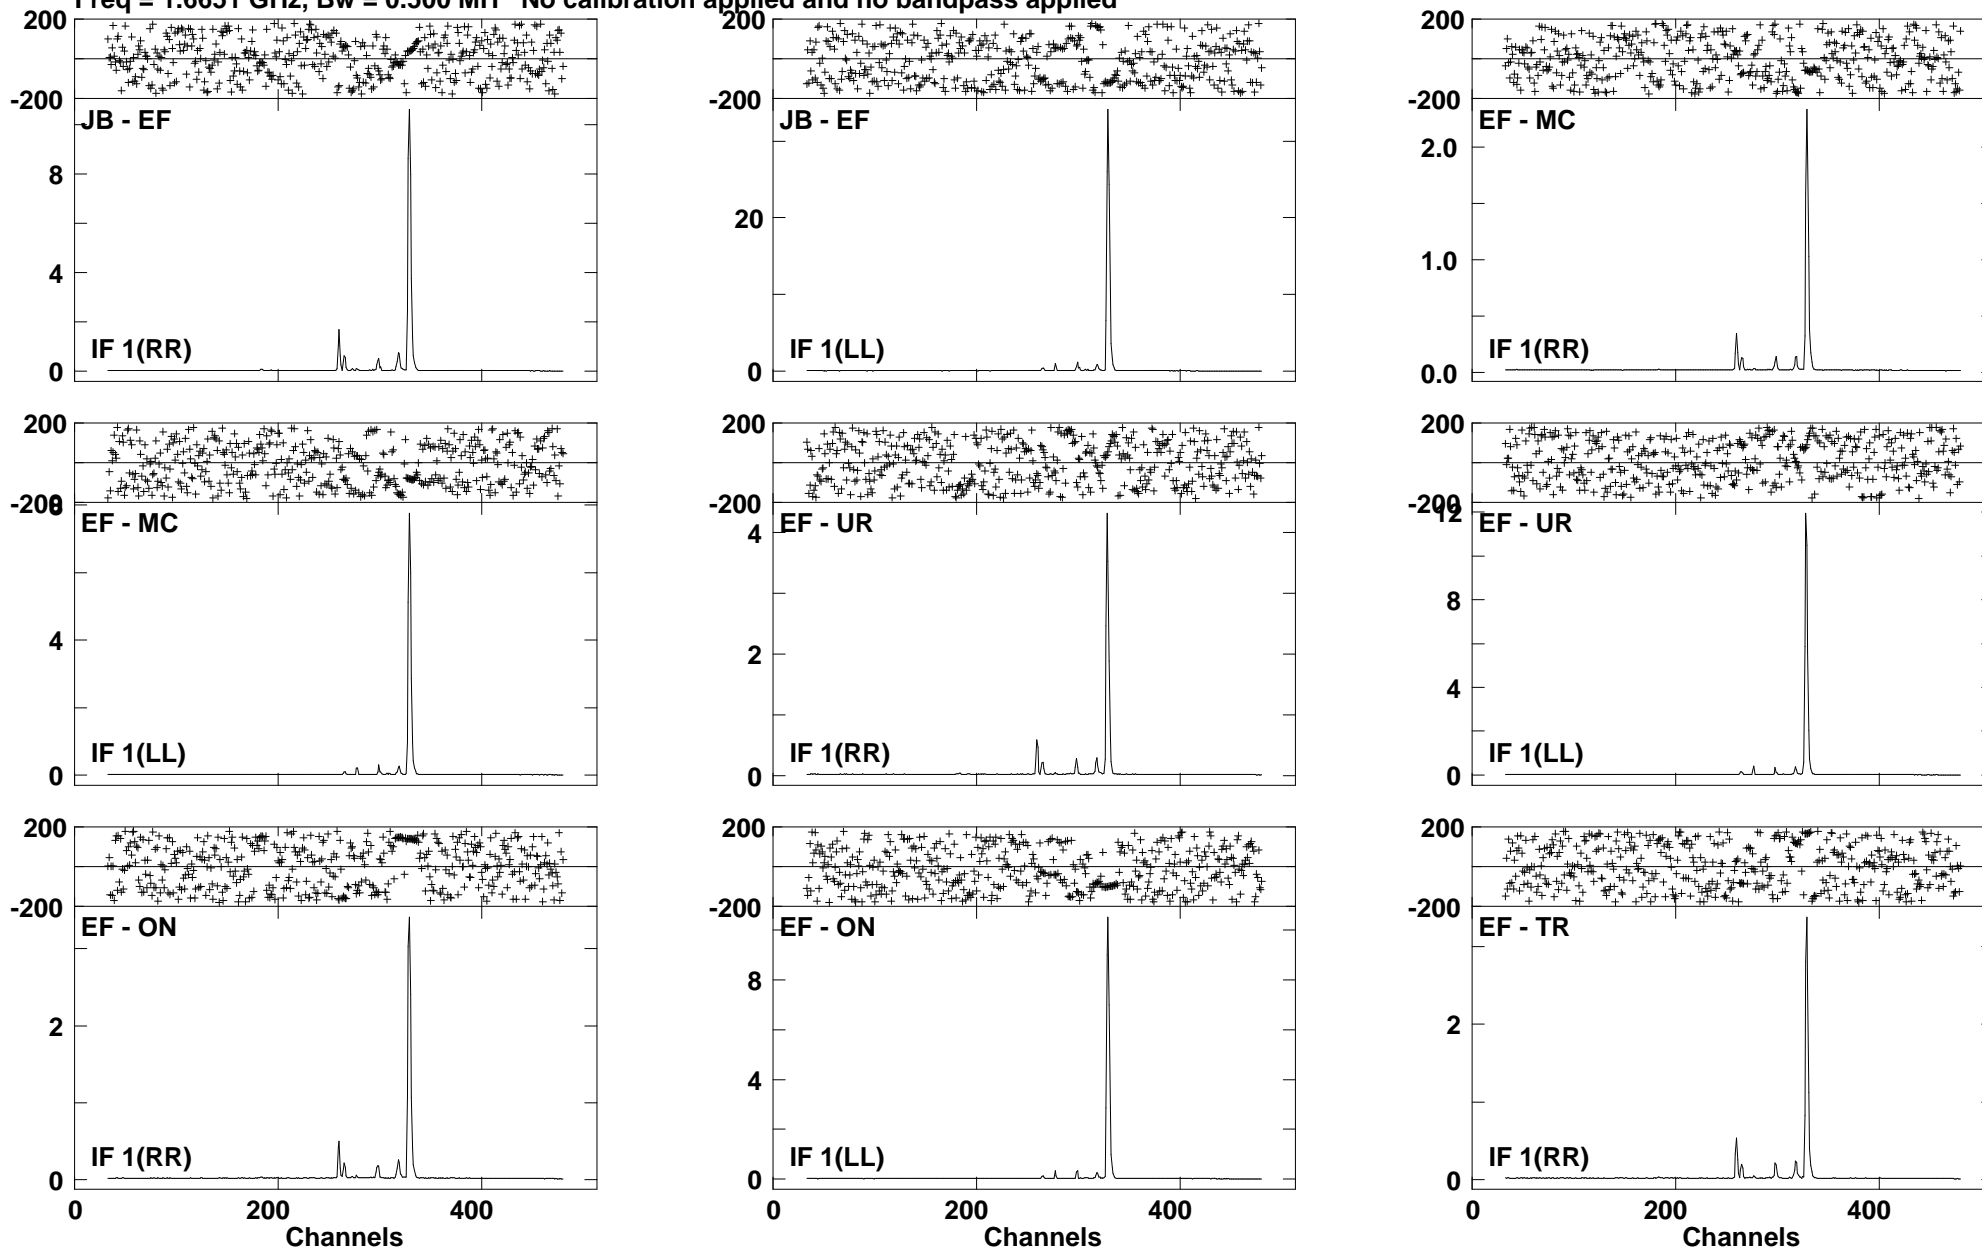 Freq = 1.6651 GHz, Bw = 0.500 MH No calibration applied and no bandpass applied
200
-200
JB - EF
8
4
0
IF 1(RR)
200
-200
JB - EF
20
0
IF 1(LL)
200
-200
EF - MC
2.0
1.0
0.0
IF 1(RR)
200
-200
8
EF - MC
4
0
IF 1(LL)
200
-200
EF - UR
4
2
0
IF 1(RR)
200
-200
12
EF - UR
8
4
0
IF 1(LL)
200
-200
EF - ON
2
0
IF 1(RR)
0 200 400
Channels
200
-200
EF - ON
8
4
0
IF 1(LL)
0 200 400
Channels
200
-200
EF - TR
2
0
IF 1(RR)
0 200 400
Channels